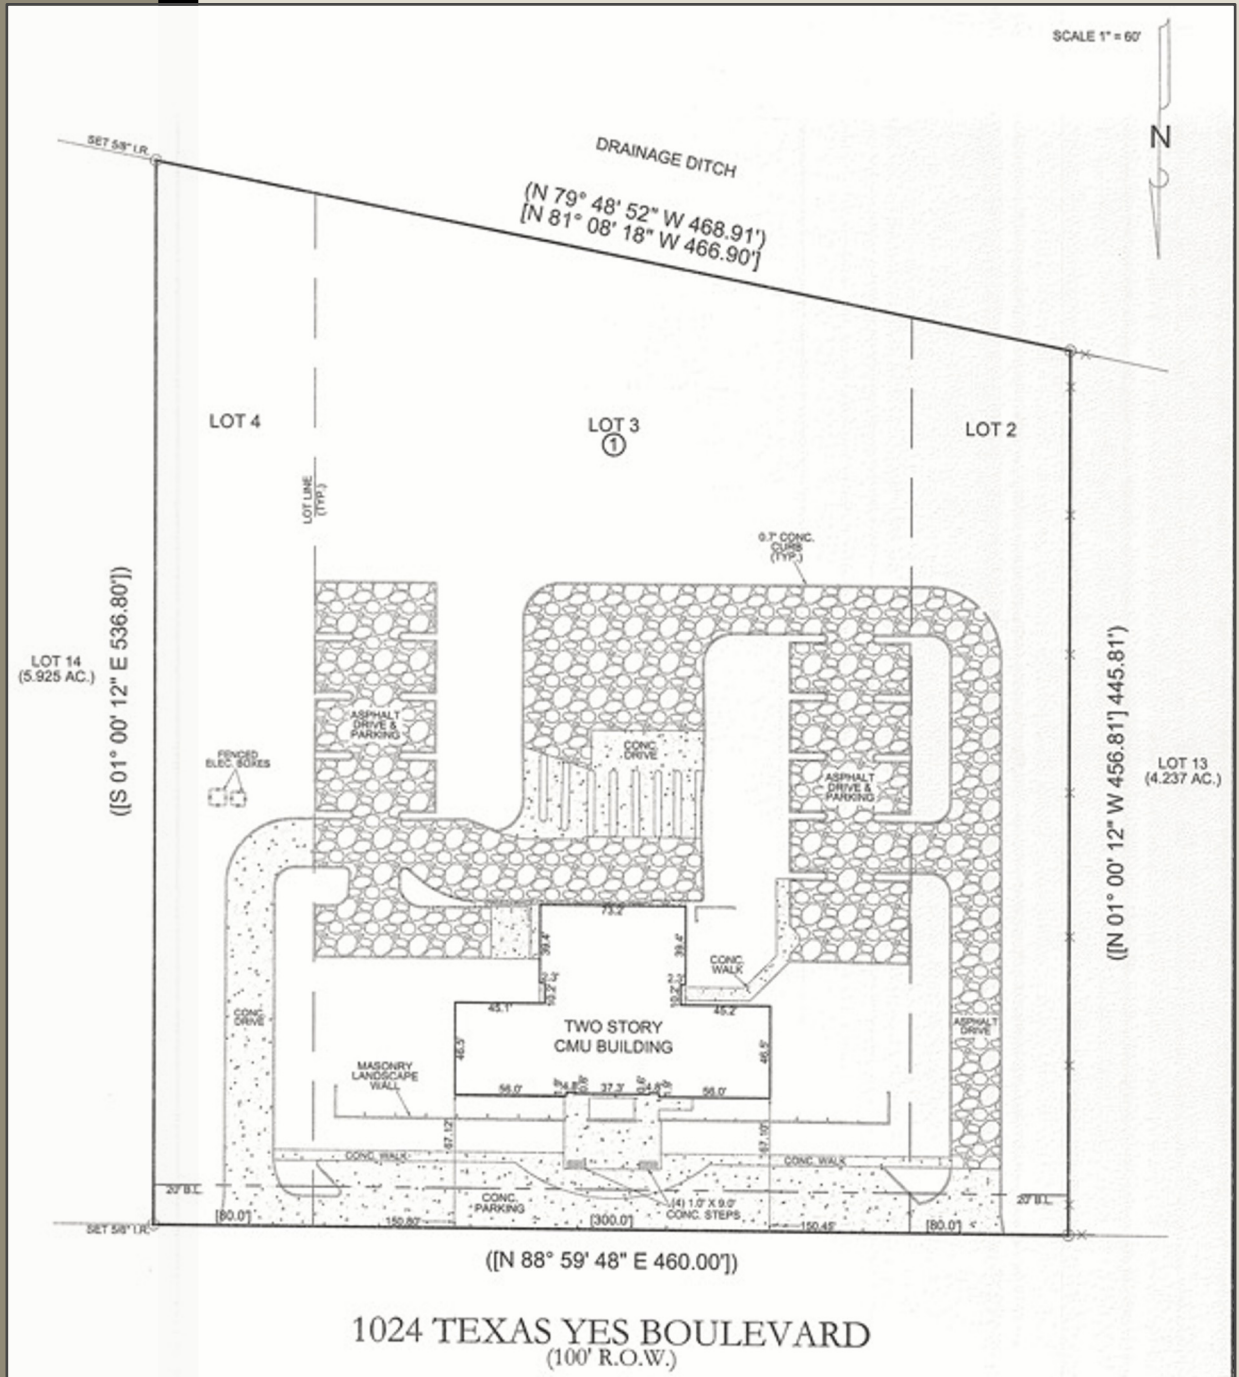 SCALE 1" = 60'
N
SET 5/8" I.R.
DRAINAGE DITCH
(N 79° 48' 52" W 468.91')
[N 81° 08' 18" W 466.90']
LOT 4
LOT 3
1
LOT 2
LOT LINE
(TYP.)
0.7' CONC.
CURB
(TYP.)
([S 01° 00' 12" E 536.80'])
LOT 14
(5.925 AC.)
([N 01° 00' 12" W 456.81'] 445.81')
LOT 13
(4.237 AC.)
ASPHALT
DRIVE &
PARKING
CONC.
DRIVE
FENCED
ELEC. BOXES
ASPHALT
DRIVE &
PARKING
73.2'
39.4'
39.4'
CONC.
WALK
2.3'
10.2'
2.3'
10.2'
45.1'
45.2'
CONC.
DRIVE
TWO STORY
CMU BUILDING
ASPHALT
DRIVE
46.5'
46.5'
MASONRY
LANDSCAPE
WALL
56.0'
0.6'
37.3'
0.6'
4.8'
56.0'
67.12'
67.10'
CONC. WALK
CONC. WALK
20' B.L.
CONC.
PARKING
(4) 1.0' X 9.0'
CONC. STEPS
20' B.L.
[80.0']
150.80'
[300.0']
150.45'
[80.0']
SET 5/8" I.R.
([N 88° 59' 48" E 460.00'])
1024 TEXAS YES BOULEVARD
(100' R.O.W.)